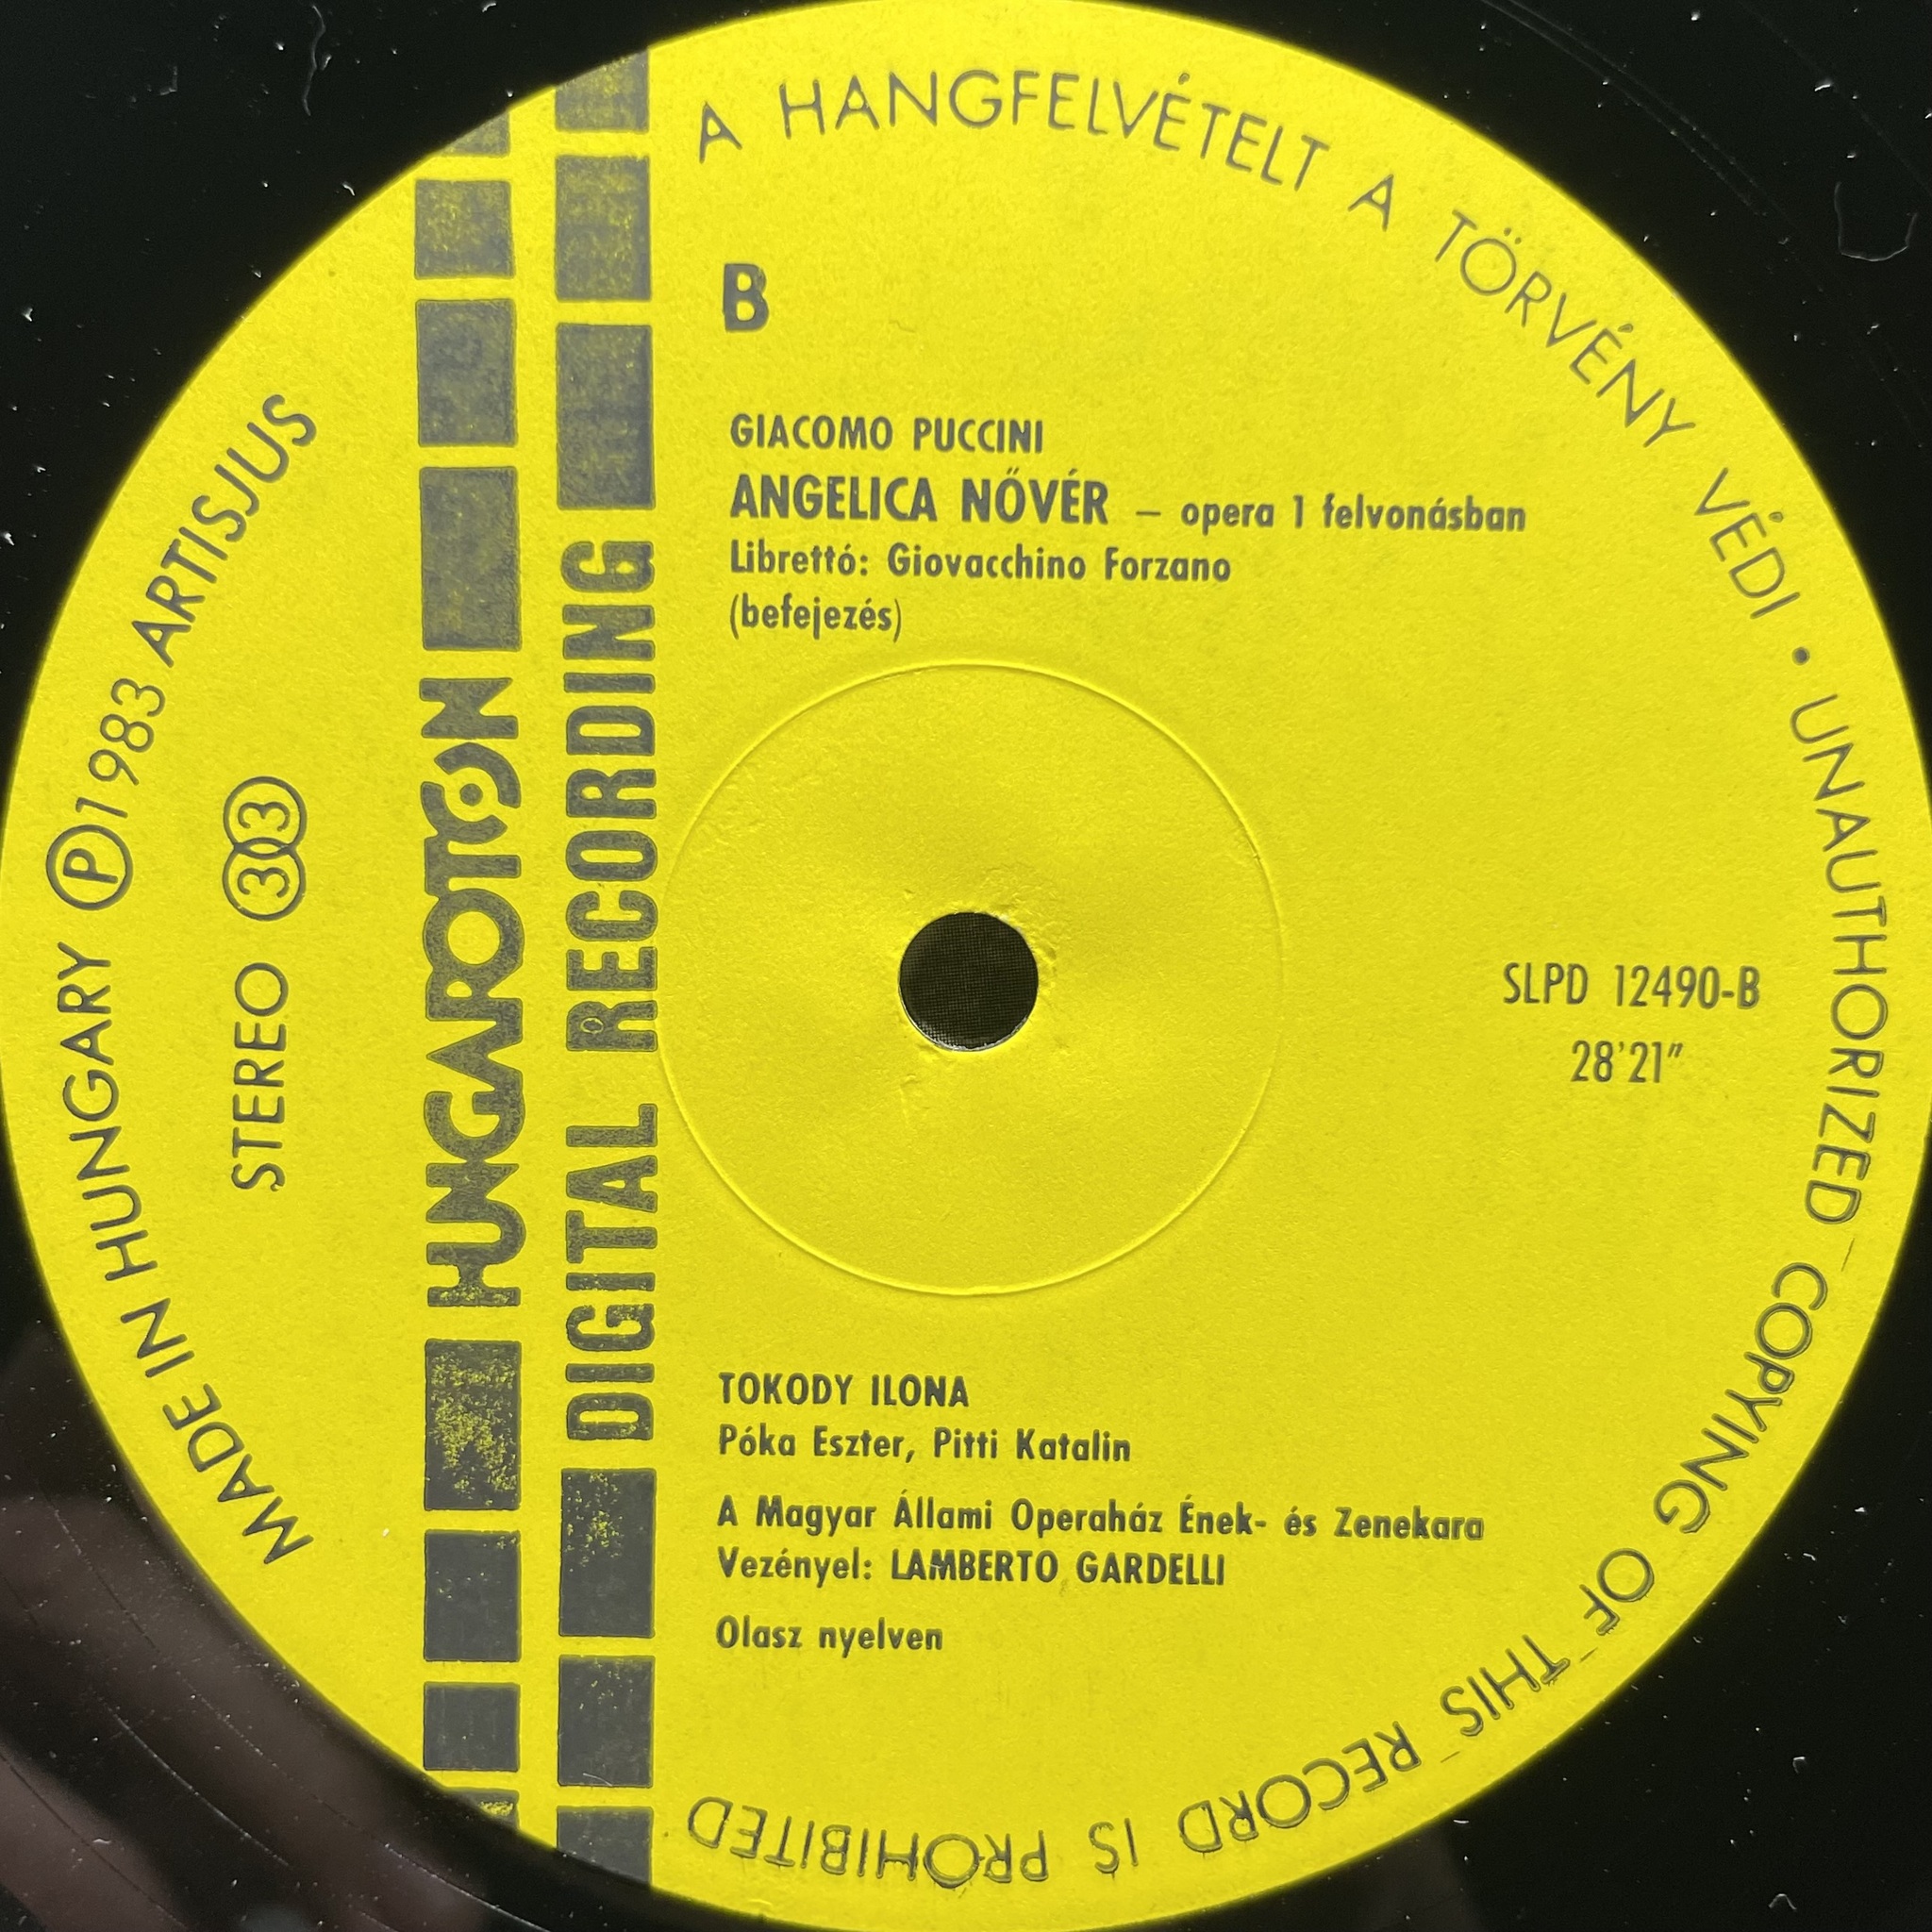 A HANGFELVÉTELT A TÖRVÉNY VÉDI • UNAUTHORIZED COPYING OF THIS RECORD IS PROHIBITED
MADE IN HUNGARY Ⓟ1983 ARTISJUS
STEREO 33
HUNGAROTON
DIGITAL RECORDING
B
GIACOMO PUCCINI
ANGELICA NŐVÉR – opera 1 felvonásban
Librettó: Giovacchino Forzano
(befejezés)
SLPD 12490-B
28'21"
TOKODY ILONA
Póka Eszter, Pitti Katalin
A Magyar Állami Operaház Ének- és Zenekara
Vezényel: LAMBERTO GARDELLI
Olasz nyelven